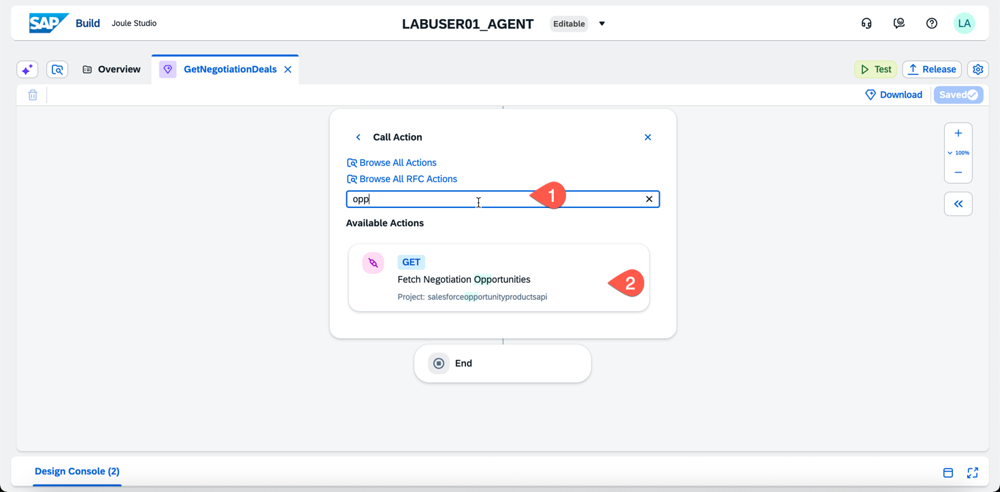 SAP Build Joule Studio LABUSER01_AGENT Editable LA
Overview GetNegotiationDeals Test Release
Download Saved
Call Action
Browse All Actions
100%
Browse All RFC Actions
opp 1
Available Actions
GET
Fetch Negotiation Opportunities 2
Project: salesforceopportunityproductsapi
End
Design Console (2)